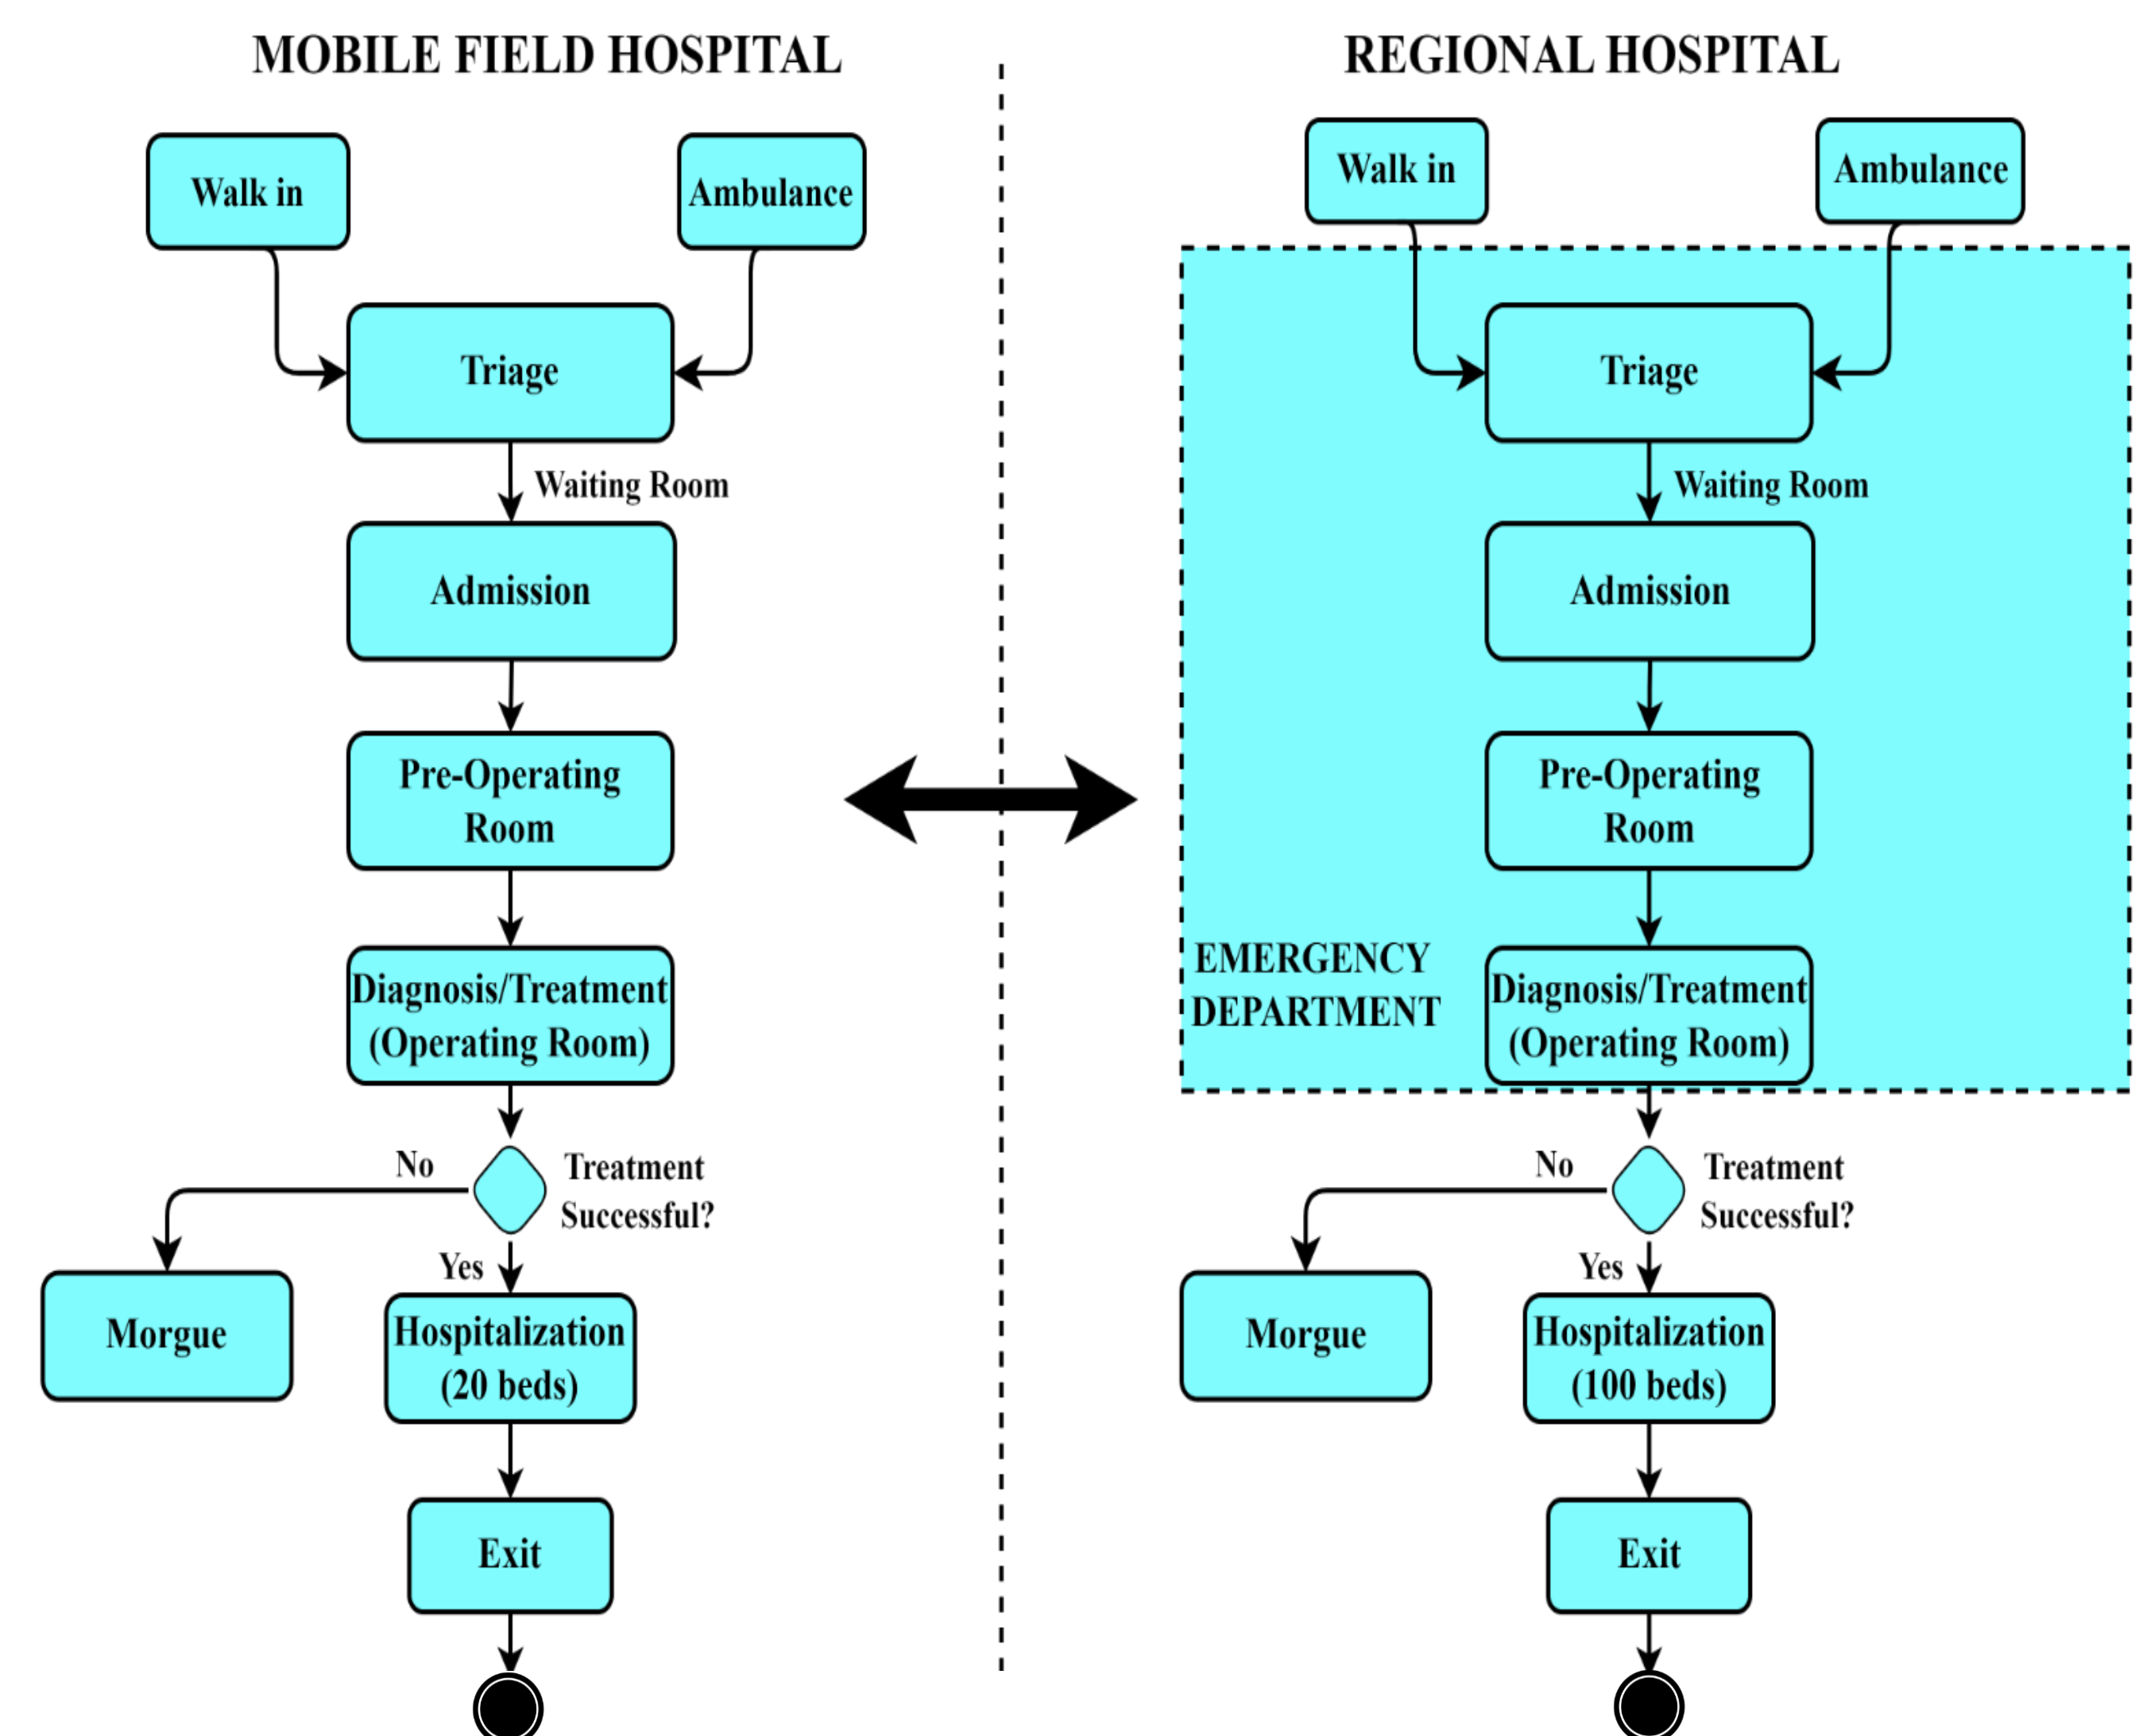 MOBILE FIELD HOSPITAL
Walk in
Ambulance
Triage
Waiting Room
Admission
Pre-Operating
Room
Diagnosis/Treatment
(Operating Room)
No
Treatment
Successful?
Yes
Morgue
Hospitalization
(20 beds)
Exit
REGIONAL HOSPITAL
Walk in
Ambulance
Triage
Waiting Room
Admission
Pre-Operating
Room
EMERGENCY
DEPARTMENT
Diagnosis/Treatment
(Operating Room)
No
Treatment
Successful?
Yes
Morgue
Hospitalization
(100 beds)
Exit